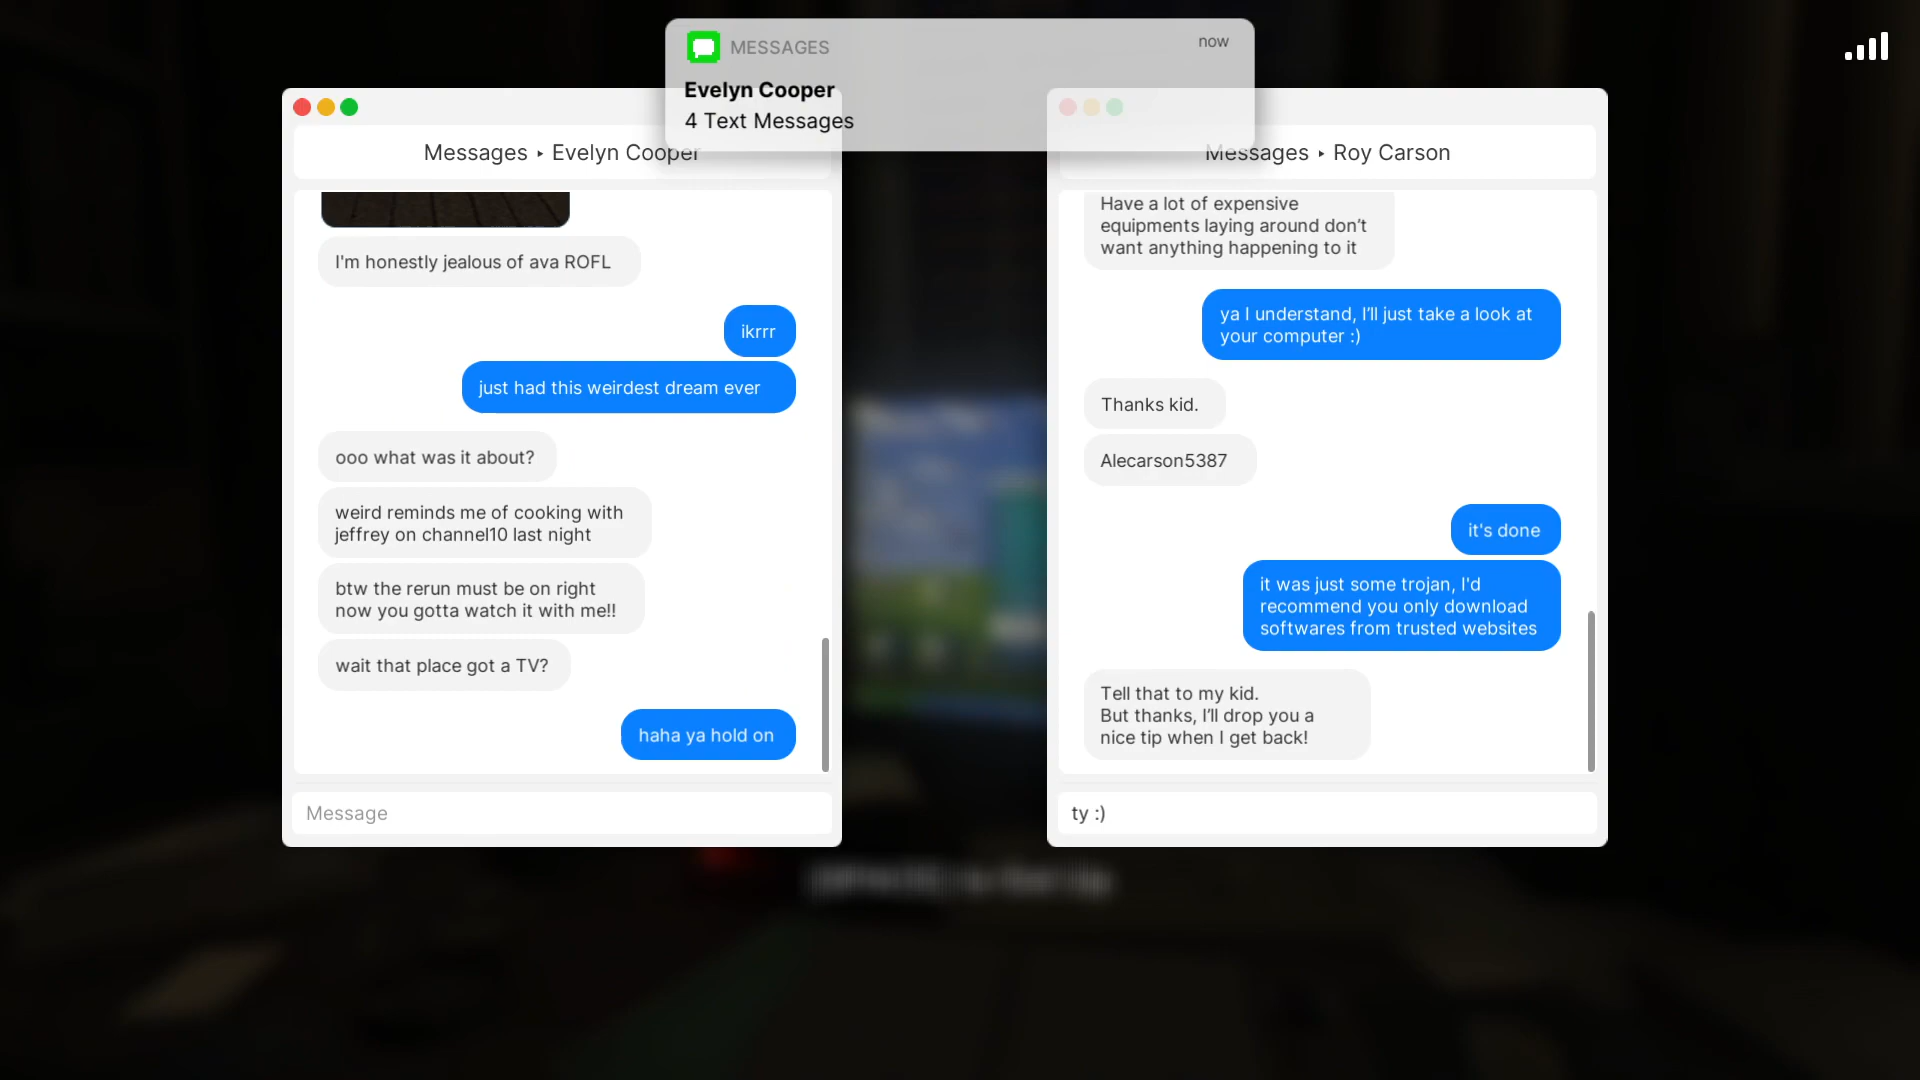 MESSAGES
now
Evelyn Cooper
4 Text Messages
Messages ‣ Evelyn Cooper
I'm honestly jealous of ava ROFL
ikrrr
just had this weirdest dream ever
ooo what was it about?
weird reminds me of cooking with
jeffrey on channel10 last night
btw the rerun must be on right
now you gotta watch it with me!!
wait that place got a TV?
haha ya hold on
Message
Messages ‣ Roy Carson
Have a lot of expensive
equipments laying around don't
want anything happening to it
ya I understand, I'll just take a look at
your computer :)
Thanks kid.
Alecarson5387
it's done
it was just some trojan, I'd
recommend you only download
softwares from trusted websites
Tell that to my kid.
But thanks, I'll drop you a
nice tip when I get back!
ty :)